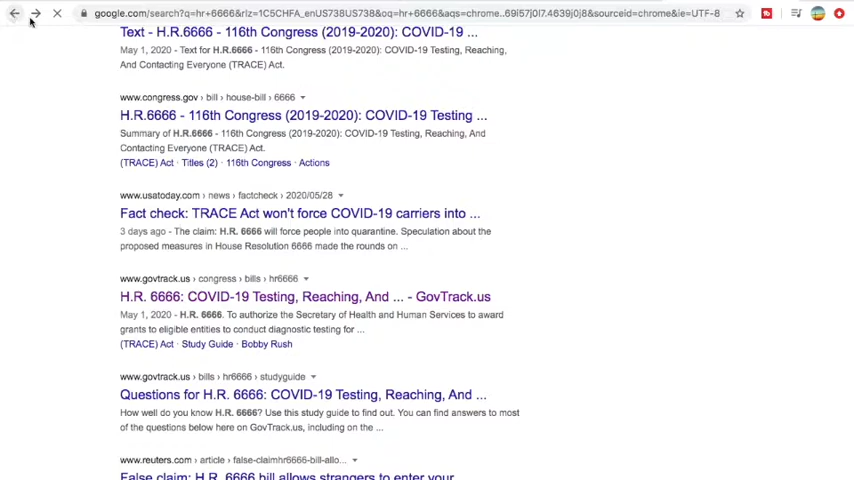 google.com/search?q=hr+6666&rlz=1C5CHFA_enUS738US738&oq=hr+6666&aqs=chrome..69i57j0l7.4639j0j8&sourceid=chrome&ie=UTF-8
Text - H.R.6666 - 116th Congress (2019-2020): COVID-19 ...
May 1, 2020 - Text for H.R.6666 - 116th Congress (2019-2020): COVID-19 Testing, Reaching,
And Contacting Everyone (TRACE) Act.
www.congress.gov › bill › house-bill › 6666
H.R.6666 - 116th Congress (2019-2020): COVID-19 Testing ...
Summary of H.R.6666 - 116th Congress (2019-2020): COVID-19 Testing, Reaching, And
Contacting Everyone (TRACE) Act.
(TRACE) Act · Titles (2) · 116th Congress · Actions
www.usatoday.com › news › factcheck › 2020/05/28
Fact check: TRACE Act won't force COVID-19 carriers into ...
3 days ago - The claim: H.R. 6666 will force people into quarantine. Speculation about the
proposed measures in House Resolution 6666 made the rounds on ...
www.govtrack.us › congress › bills › hr6666
H.R. 6666: COVID-19 Testing, Reaching, And ... - GovTrack.us
May 1, 2020 - H.R. 6666. To authorize the Secretary of Health and Human Services to award
grants to eligible entities to conduct diagnostic testing for ...
(TRACE) Act · Study Guide · Bobby Rush
www.govtrack.us › bills › hr6666 › studyguide
Questions for H.R. 6666: COVID-19 Testing, Reaching, And ...
How well do you know H.R. 6666? Use this study guide to find out. You can find answers to most
of the questions below here on GovTrack.us, including on the ...
www.reuters.com › article › false-claimhr6666-bill-allo...
False claim: H.R. 6666 bill allows strangers to enter your